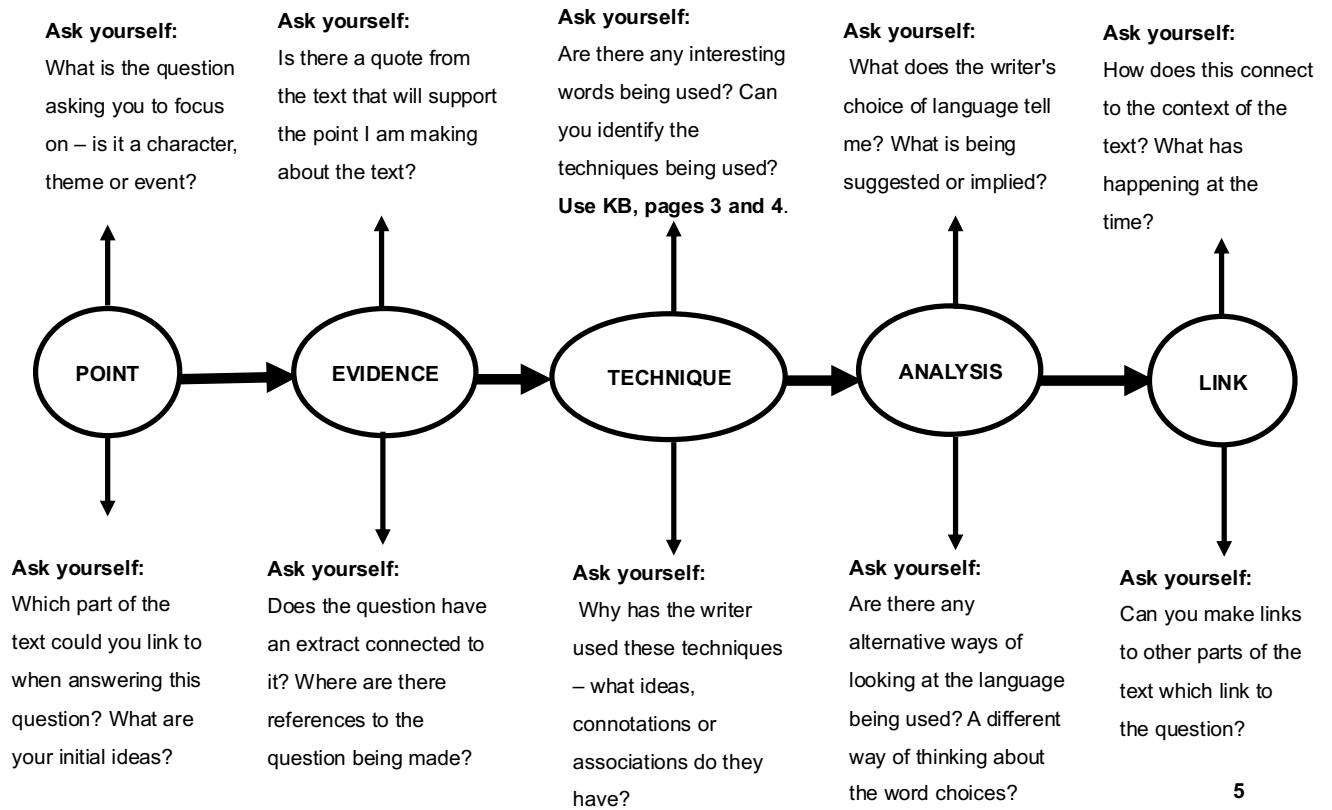 Ask yourself:
What is the question
asking you to focus
on – is it a character,
theme or event?
Ask yourself:
Is there a quote from
the text that will support
the point I am making
about the text?
Ask yourself:
Are there any interesting
words being used? Can
you identify the
techniques being used?
Use KB, pages 3 and 4.
Ask yourself:
What does the writer's
choice of language tell
me? What is being
suggested or implied?
Ask yourself:
How does this connect
to the context of the
text? What has
happening at the
time?
POINT
EVIDENCE
TECHNIQUE
ANALYSIS
LINK
Ask yourself:
Which part of the
text could you link to
when answering this
question? What are
your initial ideas?
Ask yourself:
Does the question have
an extract connected to
it? Where are there
references to the
question being made?
Ask yourself:
Why has the writer
used these techniques
– what ideas,
connotations or
associations do they
have?
Ask yourself:
Are there any
alternative ways of
looking at the language
being used? A different
way of thinking about
the word choices?
Ask yourself:
Can you make links
to other parts of the
text which link to
the question?
5